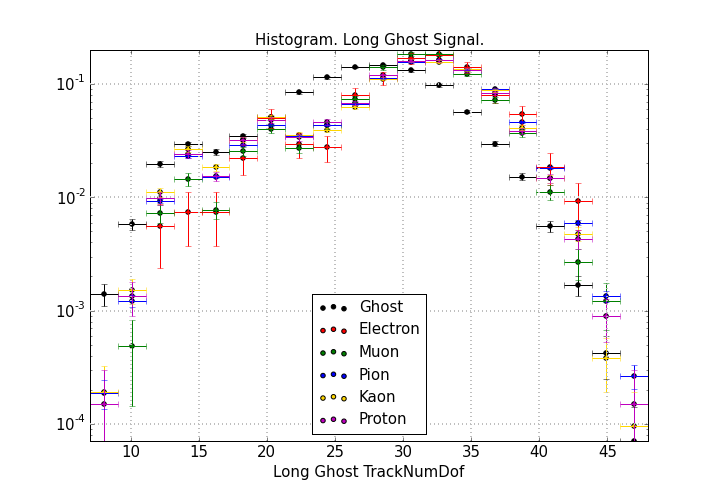 Histogram. Long Ghost Signal.
10^-1
10^-2
10^-3
10^-4
Ghost
Electron
Muon
Pion
Kaon
Proton
10 15 20 25 30 35 40 45
Long Ghost TrackNumDof